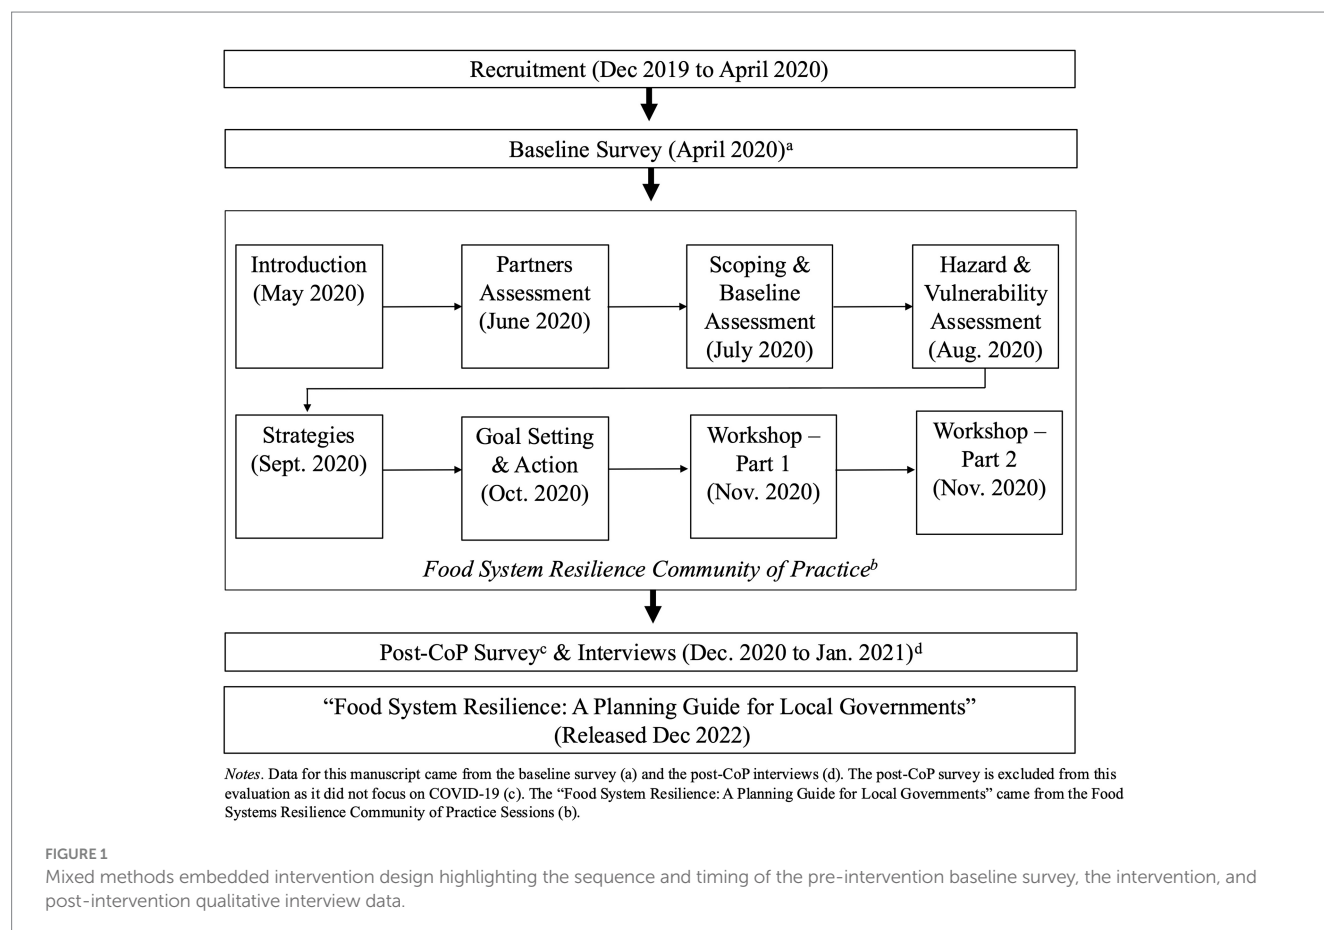 Recruitment (Dec 2019 to April 2020)
Baseline Survey (April 2020)ᵃ
Introduction
(May 2020)
Partners
Assessment
(June 2020)
Scoping &
Baseline
Assessment
(July 2020)
Hazard &
Vulnerability
Assessment
(Aug. 2020)
Strategies
(Sept. 2020)
Goal Setting
& Action
(Oct. 2020)
Workshop –
Part 1
(Nov. 2020)
Workshop –
Part 2
(Nov. 2020)
Food System Resilience Community of Practiceᵇ
Post-CoP Surveyᶜ & Interviews (Dec. 2020 to Jan. 2021)ᵈ
“Food System Resilience: A Planning Guide for Local Governments”
(Released Dec 2022)
Notes. Data for this manuscript came from the baseline survey (a) and the post-CoP interviews (d). The post-CoP survey is excluded from this
evaluation as it did not focus on COVID-19 (c). The “Food System Resilience: A Planning Guide for Local Governments” came from the Food
Systems Resilience Community of Practice Sessions (b).
FIGURE 1
Mixed methods embedded intervention design highlighting the sequence and timing of the pre-intervention baseline survey, the intervention, and
post-intervention qualitative interview data.